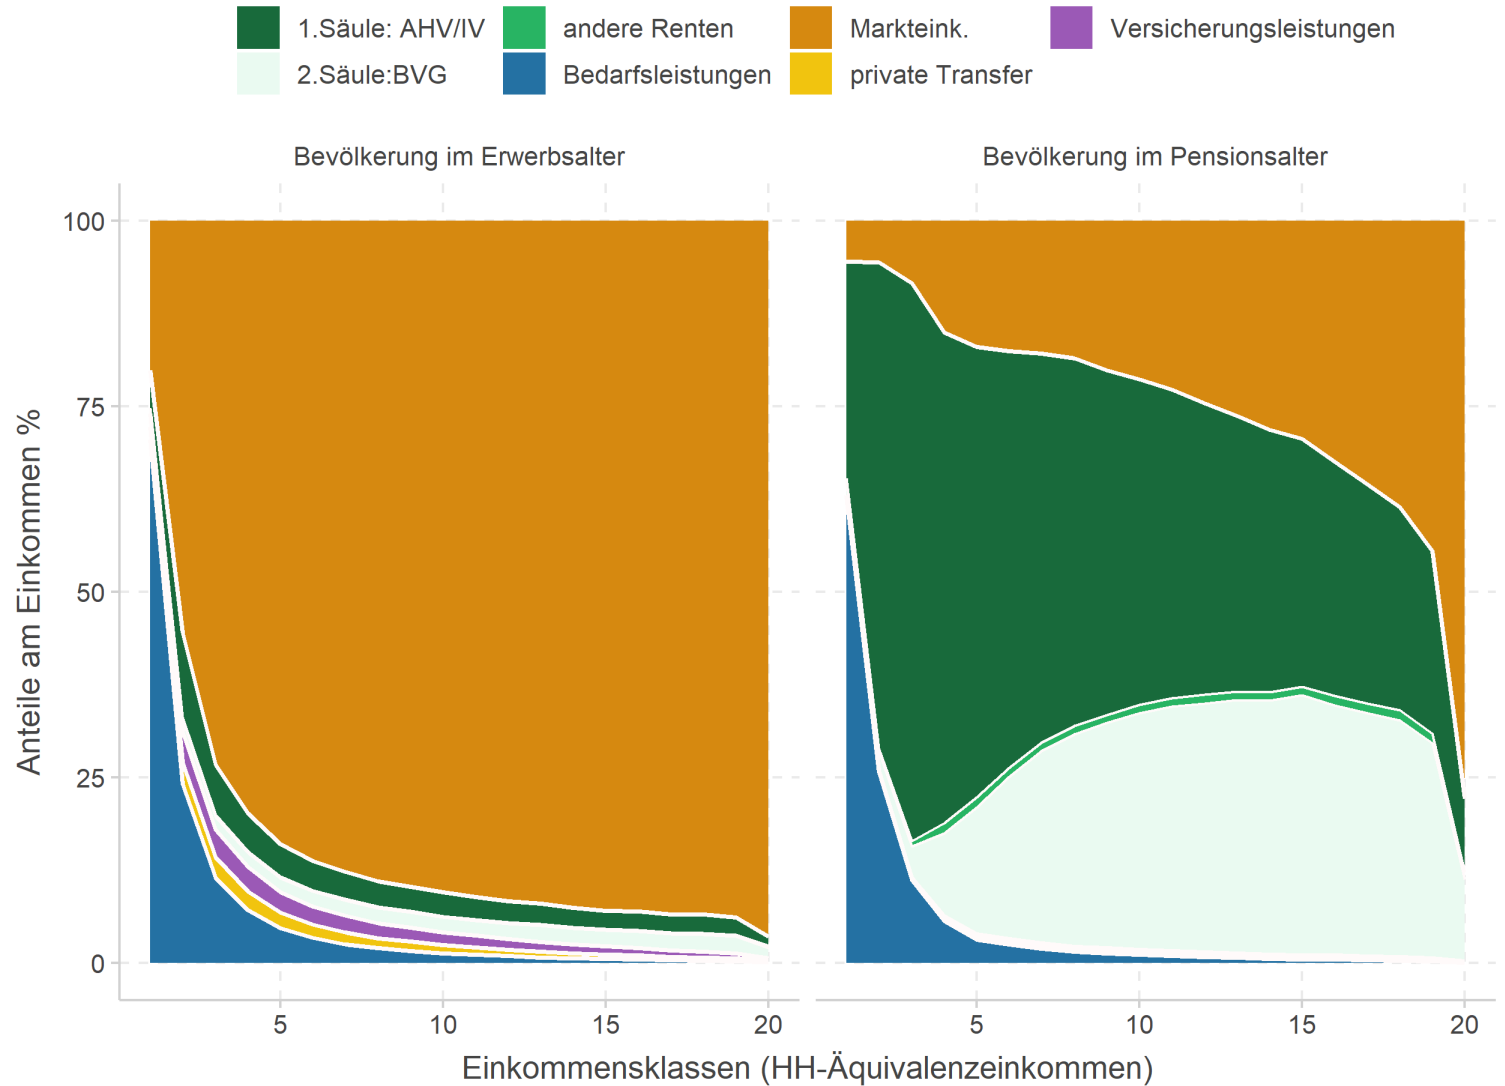 1.Säule: AHV/IV andere Renten Markteink. Versicherungsleistungen
2.Säule:BVG Bedarfsleistungen private Transfer
Bevölkerung im Erwerbsalter Bevölkerung im Pensionsalter
100
75
50
25
0
Anteile am Einkommen %
5 10 15 20 5 10 15 20
Einkommensklassen (HH-Äquivalenzeinkommen)